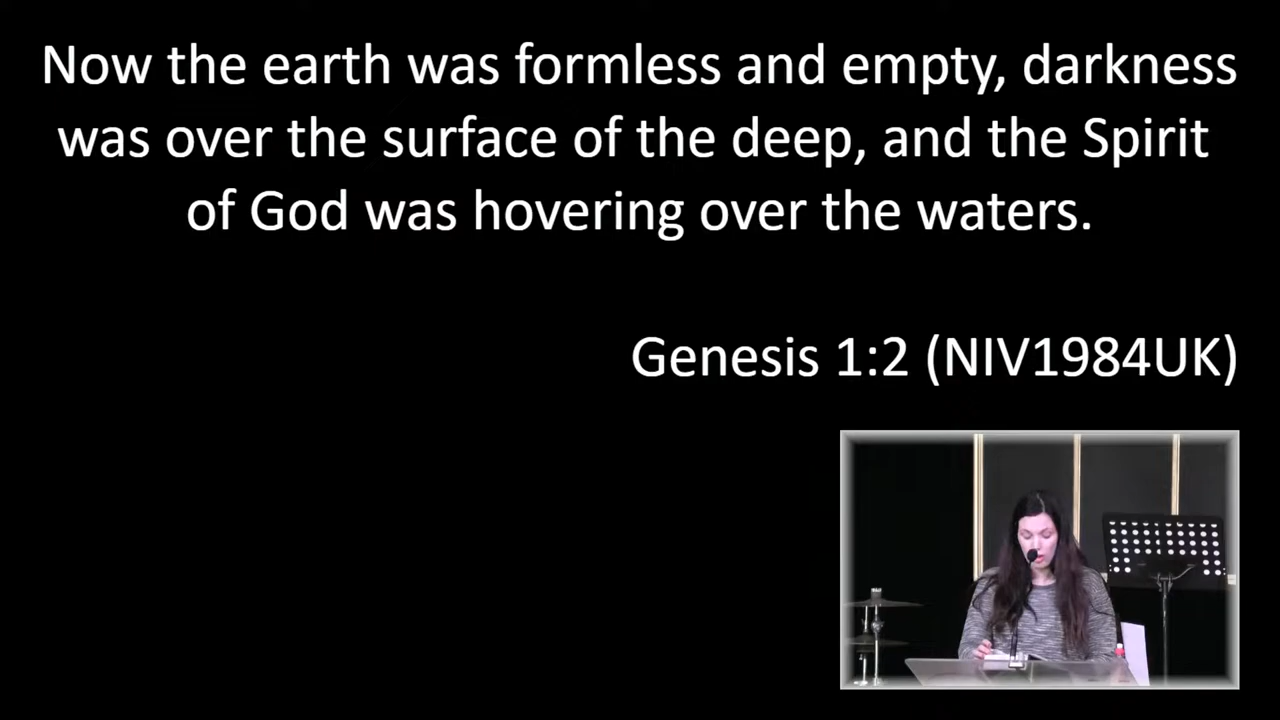 Now the earth was formless and empty, darkness
was over the surface of the deep, and the Spirit
of God was hovering over the waters.
Genesis 1:2 (NIV1984UK)